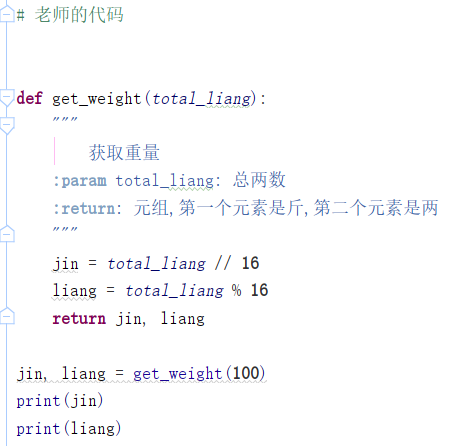 # 老师的代码
def get_weight(total_liang):
"""
获取重量
:param total_liang: 总两数
:return: 元组,第一个元素是斤,第二个元素是两
"""
jin = total_liang // 16
liang = total_liang % 16
return jin, liang
jin, liang = get_weight(100)
print(jin)
print(liang)